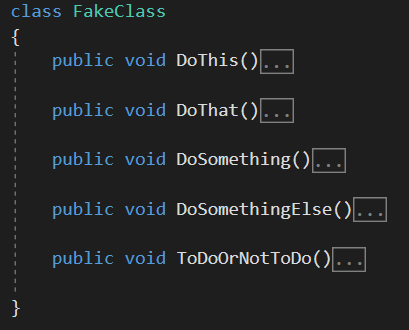 class FakeClass
{
public void DoThis()...
public void DoThat()...
public void DoSomething()...
public void DoSomethingElse()...
public void ToDoOrNotToDo()...
}